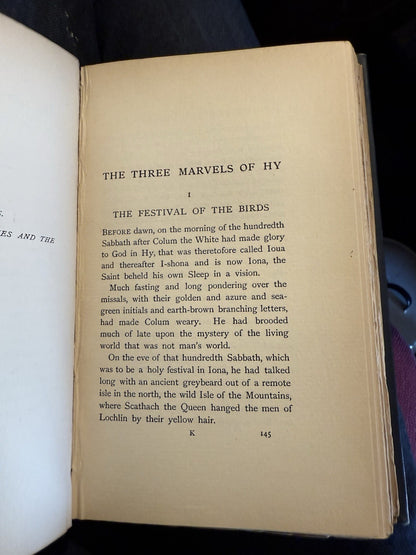 S.
ES AND THE
THE THREE MARVELS OF HY
I
THE FESTIVAL OF THE BIRDS
BEFORE dawn, on the morning of the hundredth
Sabbath after Colum the White had made glory
to God in Hy, that was theretofore called Ioua
and thereafter I-shona and is now Iona, the
Saint beheld his own Sleep in a vision.
Much fasting and long pondering over the
missals, with their golden and azure and sea-
green initials and earth-brown branching letters,
had made Colum weary. He had brooded
much of late upon the mystery of the living
world that was not man's world.
On the eve of that hundredth Sabbath, which
was to be a holy festival in Iona, he had talked
long with an ancient greybeard out of a remote
isle in the north, the wild Isle of the Mountains,
where Scathach the Queen hanged the men of
Lochlin by their yellow hair.
K 145